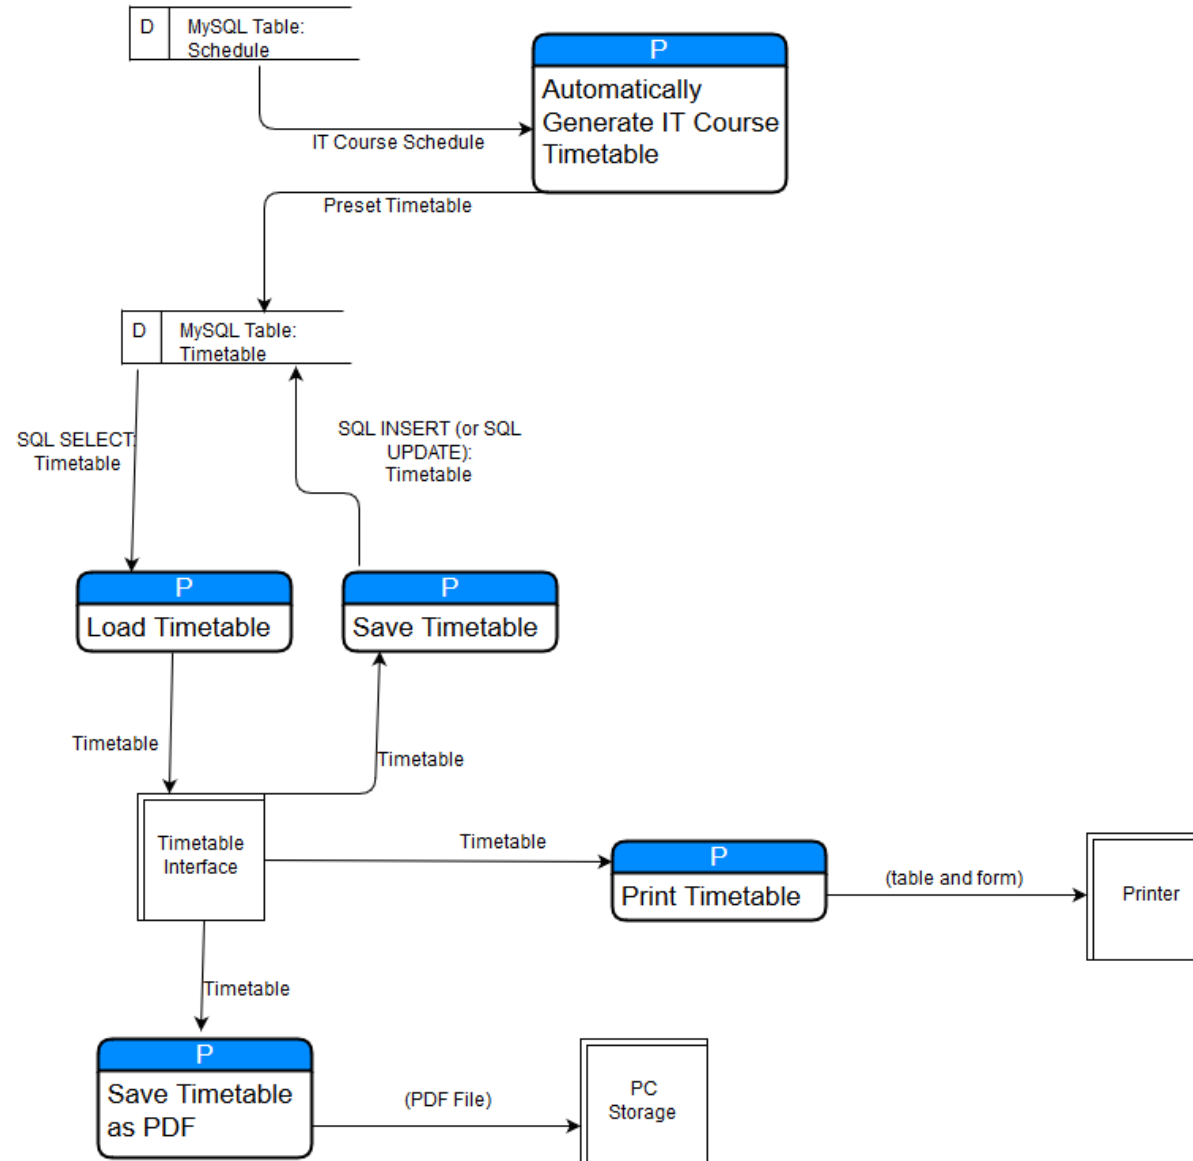 D
MySQL Table:
Schedule
P
Automatically
Generate IT Course
Timetable
IT Course Schedule
Preset Timetable
D
MySQL Table:
Timetable
SQL SELECT:
Timetable
SQL INSERT (or SQL
UPDATE):
Timetable
P
Load Timetable
P
Save Timetable
Timetable
Timetable
Timetable
Interface
Timetable
P
Print Timetable
(table and form)
Printer
Timetable
P
Save Timetable
as PDF
(PDF File)
PC
Storage